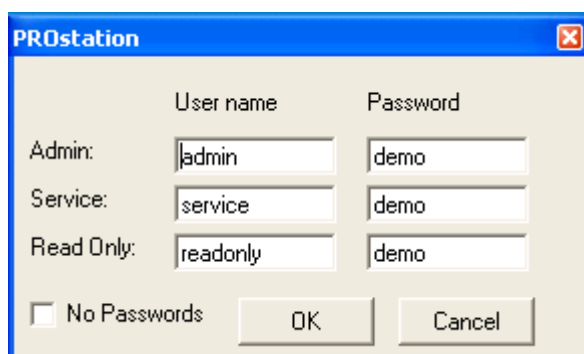 PROstation
User name Password
Admin: admin demo
Service: service demo
Read Only: readonly demo
No Passwords OK Cancel